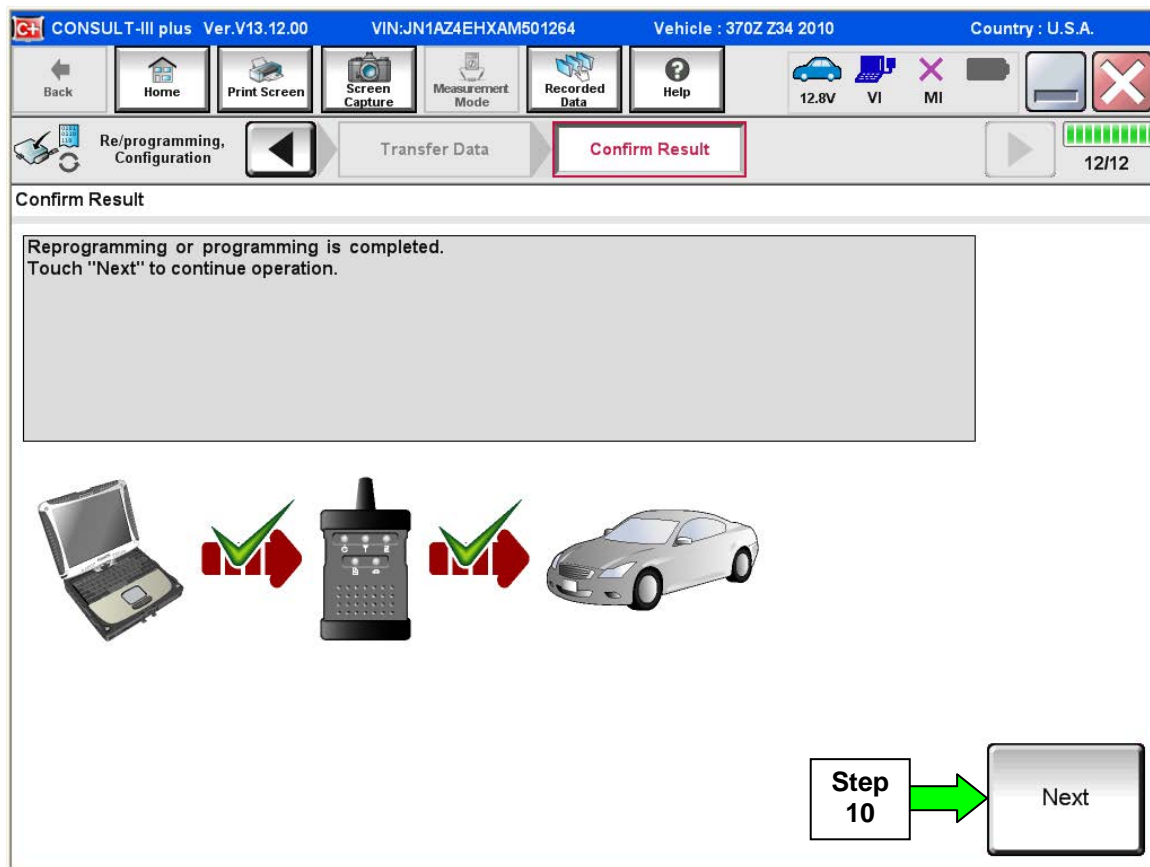 C+ CONSULT-III plus Ver.V13.12.00 VIN:JN1AZ4EHXAM501264 Vehicle : 370Z Z34 2010 Country : U.S.A.
Back
Home
Print Screen
Screen
Capture
Measurement
Mode
Recorded
Data
Help
12.8V
VI
MI
Re/programming,
Configuration
Transfer Data
Confirm Result
12/12
Confirm Result
Reprogramming or programming is completed.
Touch "Next" to continue operation.
Step
10
Next